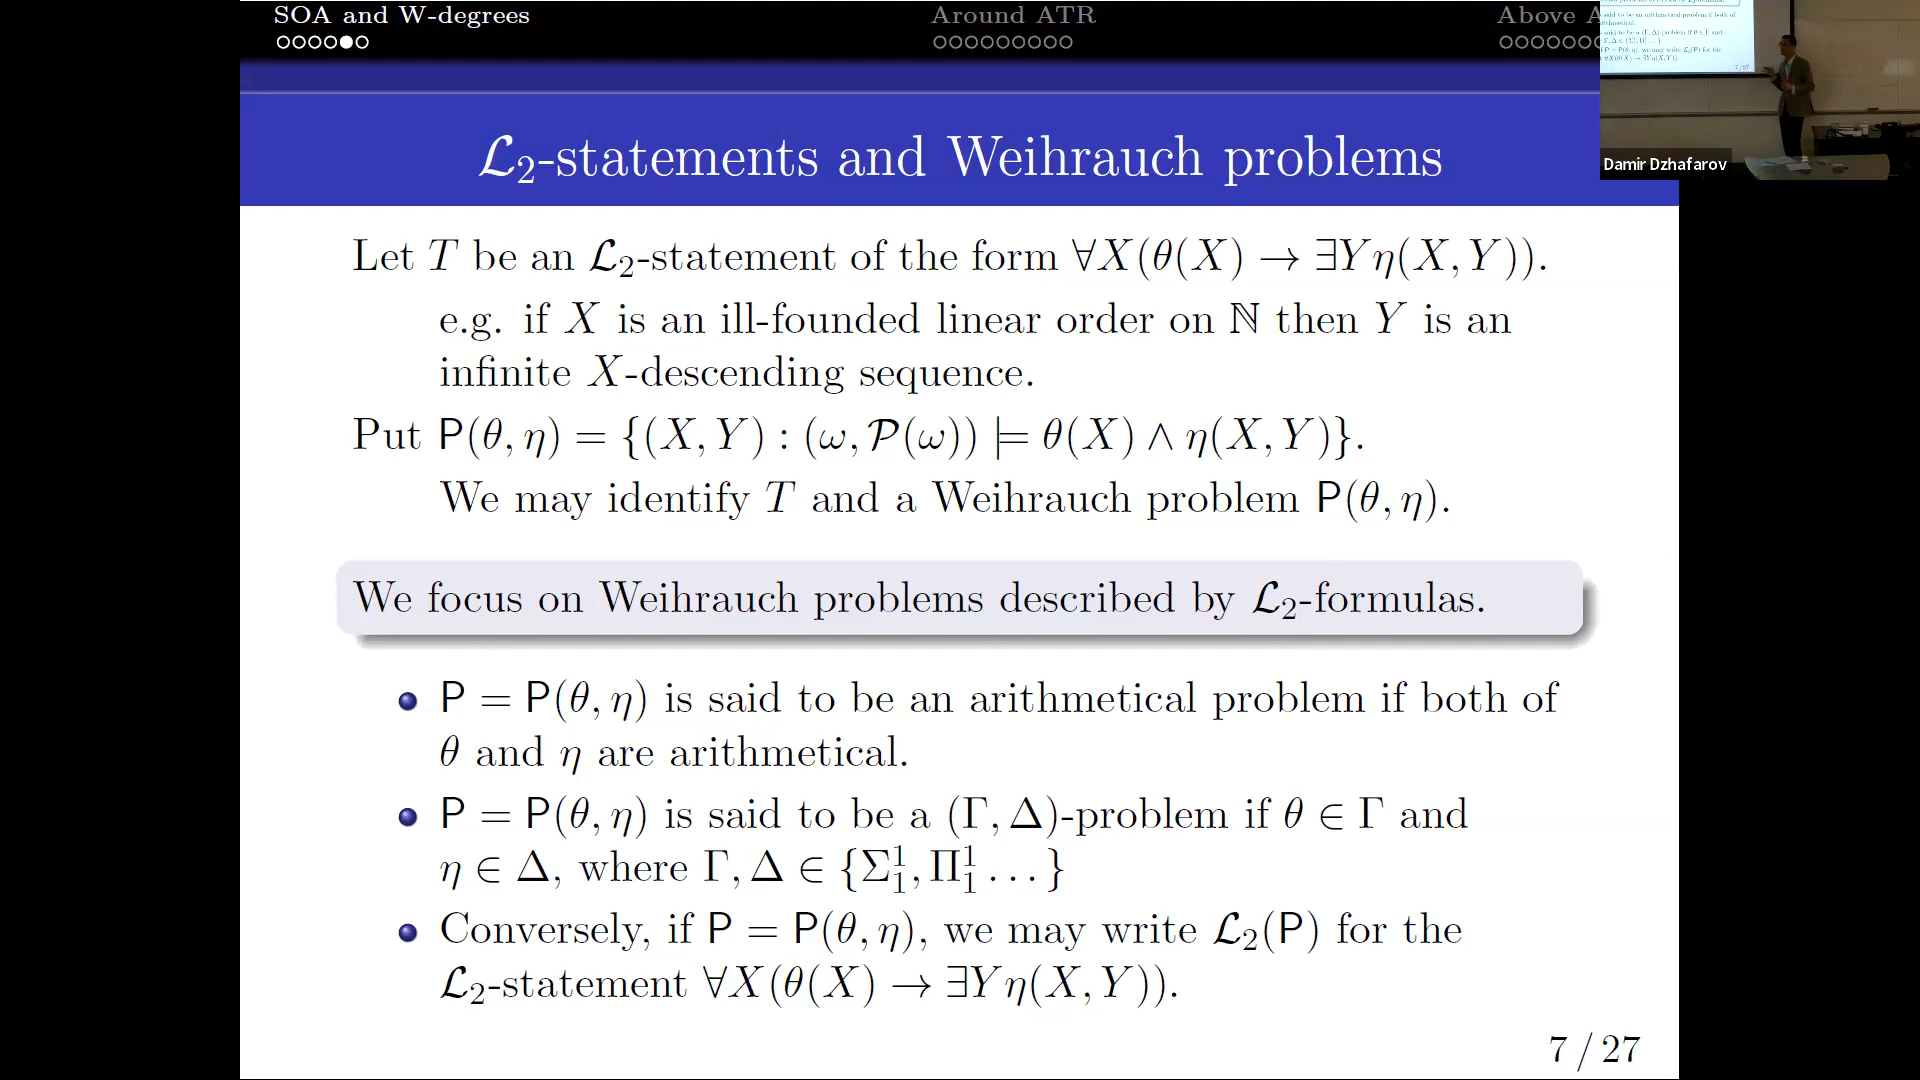 SOA and W-degrees
Around ATR
Above A
L₂-statements and Weihrauch problems
Let T be an L₂-statement of the form ∀X(θ(X) → ∃Y η(X, Y)).
e.g. if X is an ill-founded linear order on ℕ then Y is an
infinite X-descending sequence.
Put P(θ, η) = {(X, Y) : (ω, P(ω)) ⊨ θ(X) ∧ η(X, Y)}.
We may identify T and a Weihrauch problem P(θ, η).
We focus on Weihrauch problems described by L₂-formulas.
P = P(θ, η) is said to be an arithmetical problem if both of
θ and η are arithmetical.
P = P(θ, η) is said to be a (Γ, Δ)-problem if θ ∈ Γ and
η ∈ Δ, where Γ, Δ ∈ {Σ¹₁, Π¹₁ ... }
Conversely, if P = P(θ, η), we may write L₂(P) for the
L₂-statement ∀X(θ(X) → ∃Y η(X, Y)).
7 / 27
Damir Dzhafarov